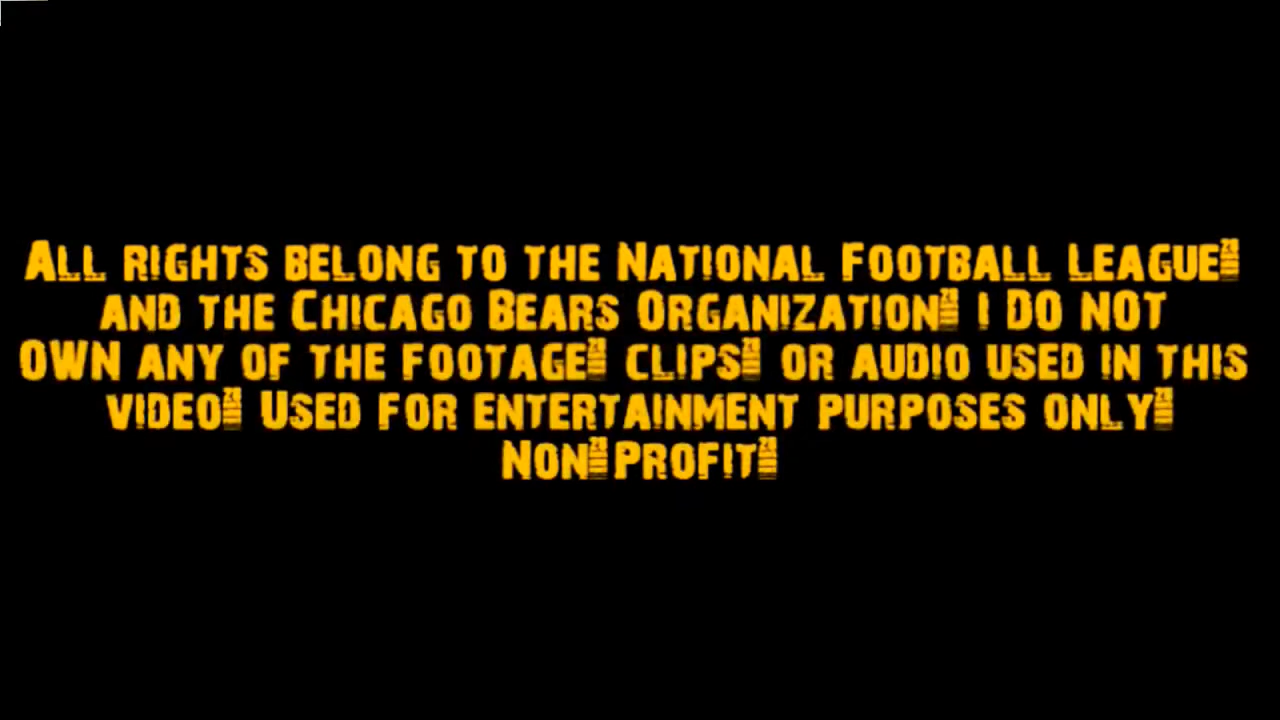 All rights belong to the National Football League
and the Chicago Bears Organization I do not
own any of the footage clips or audio used in this
video Used for entertainment purposes only
Non Profit